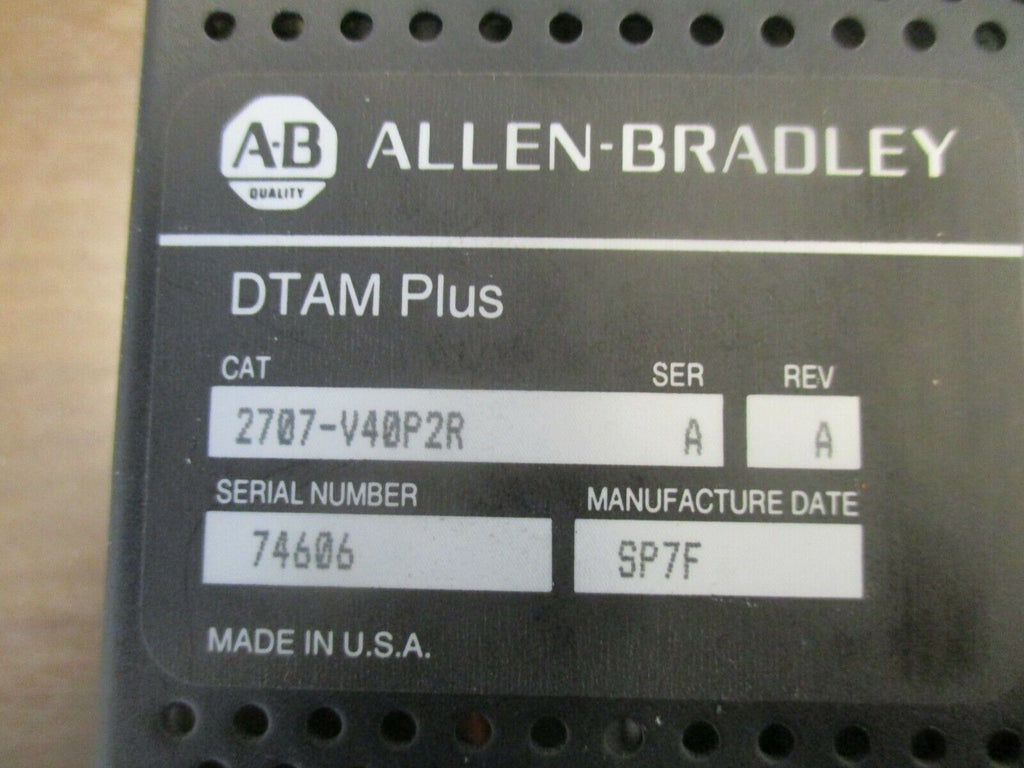 A-B
QUALITY
ALLEN-BRADLEY
DTAM Plus
CAT SER REV
2707-V40P2R A A
SERIAL NUMBER MANUFACTURE DATE
74606 SP7F
MADE IN U.S.A.